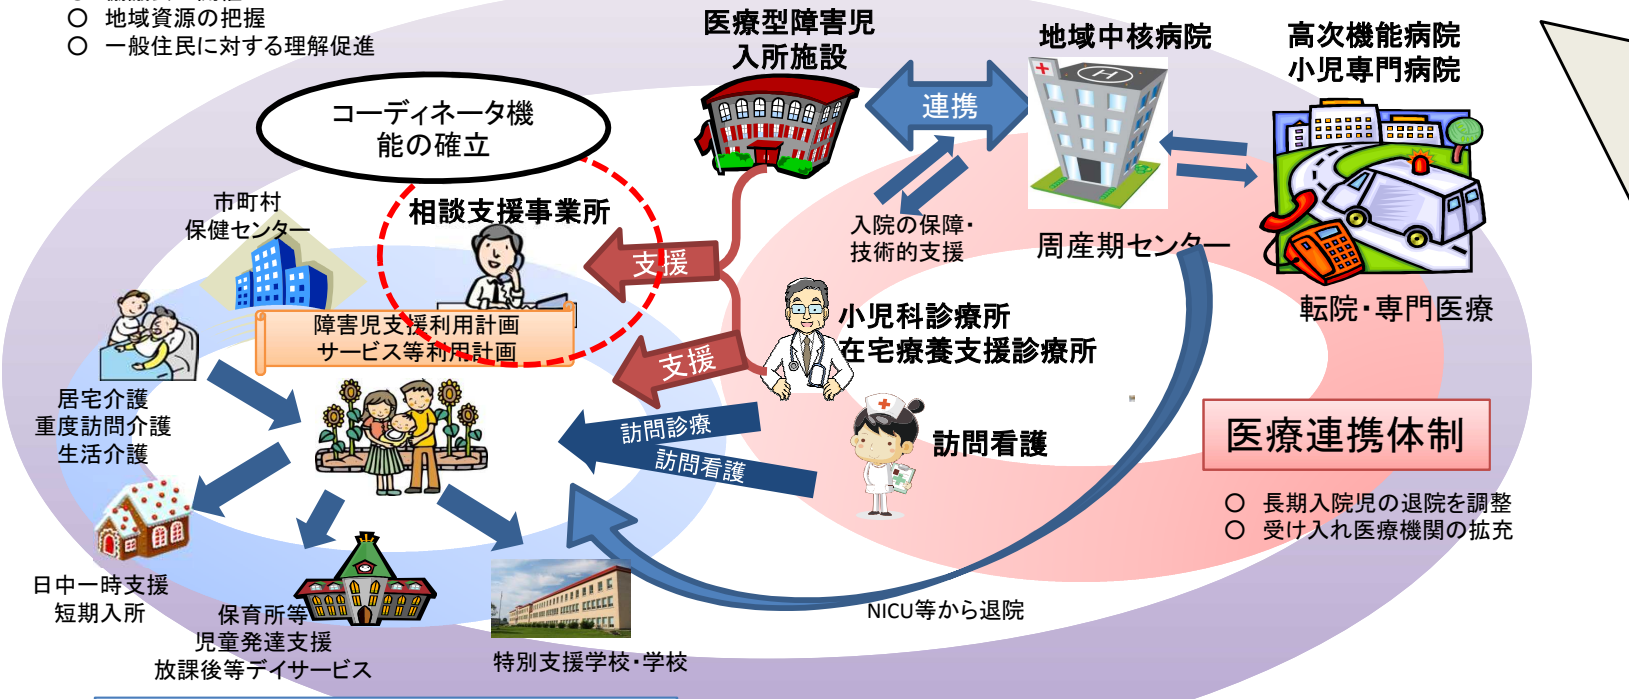 ○ 地域資源の把握
○ 一般住民に対する理解促進
コーディネータ機
能の確立
医療型障害児
入所施設
連携
地域中核病院
高次機能病院
小児専門病院
市町村
保健センター
相談支援事業所
支援
入院の保障・
技術的支援
周産期センター
転院・専門医療
障害児支援利用計画
サービス等利用計画
支援
小児科診療所
在宅療養支援診療所
居宅介護
重度訪問介護
生活介護
訪問診療
訪問看護
訪問看護
医療連携体制
○ 長期入院児の退院を調整
○ 受け入れ医療機関の拡充
日中一時支援
短期入所
保育所等
児童発達支援
放課後等デイサービス
特別支援学校・学校
NICU等から退院